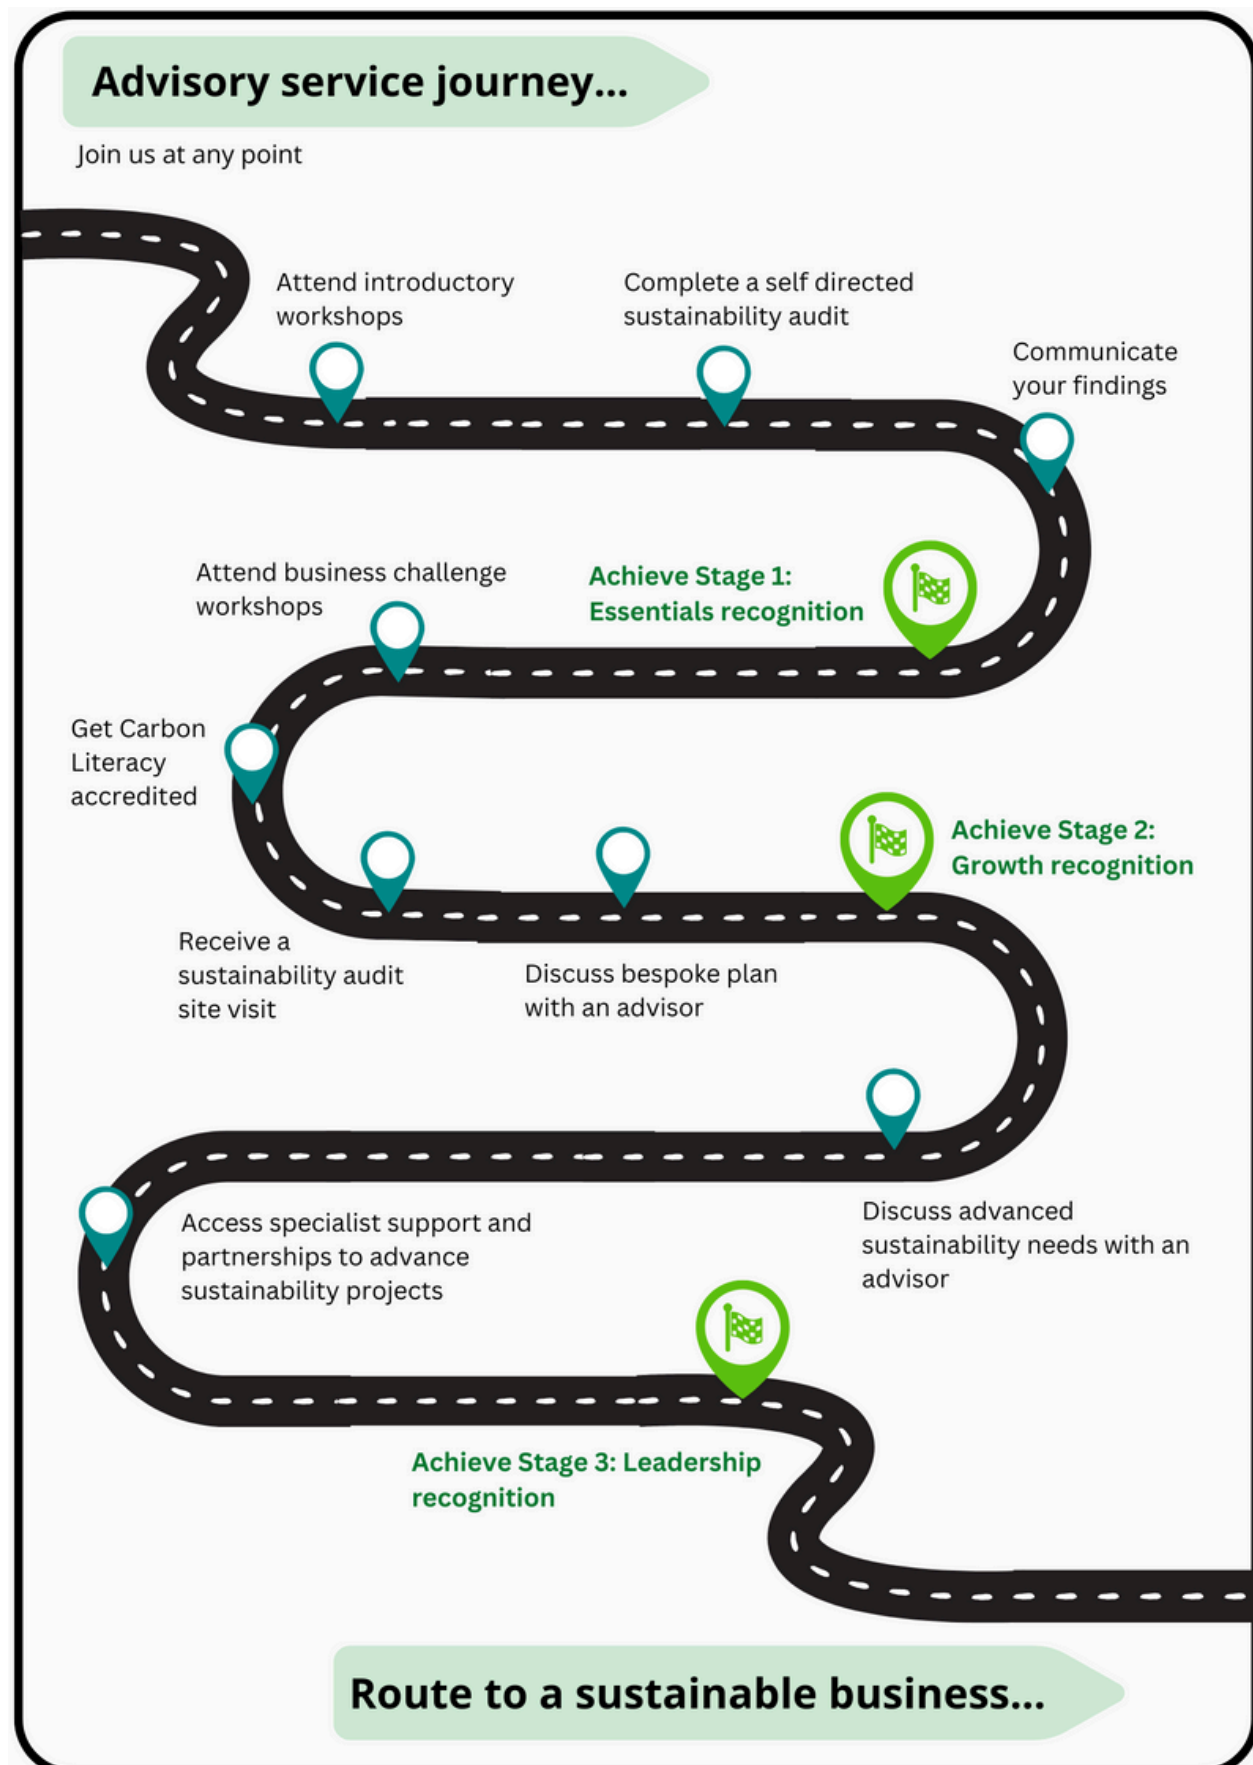 Advisory service journey...
Join us at any point
Attend introductory
workshops
Complete a self directed
sustainability audit
Communicate
your findings
Achieve Stage 1:
Essentials recognition
Attend business challenge
workshops
Get Carbon
Literacy
accredited
Receive a
sustainability audit
site visit
Discuss bespoke plan
with an advisor
Achieve Stage 2:
Growth recognition
Discuss advanced
sustainability needs with an
advisor
Access specialist support and
partnerships to advance
sustainability projects
Achieve Stage 3: Leadership
recognition
Route to a sustainable business...